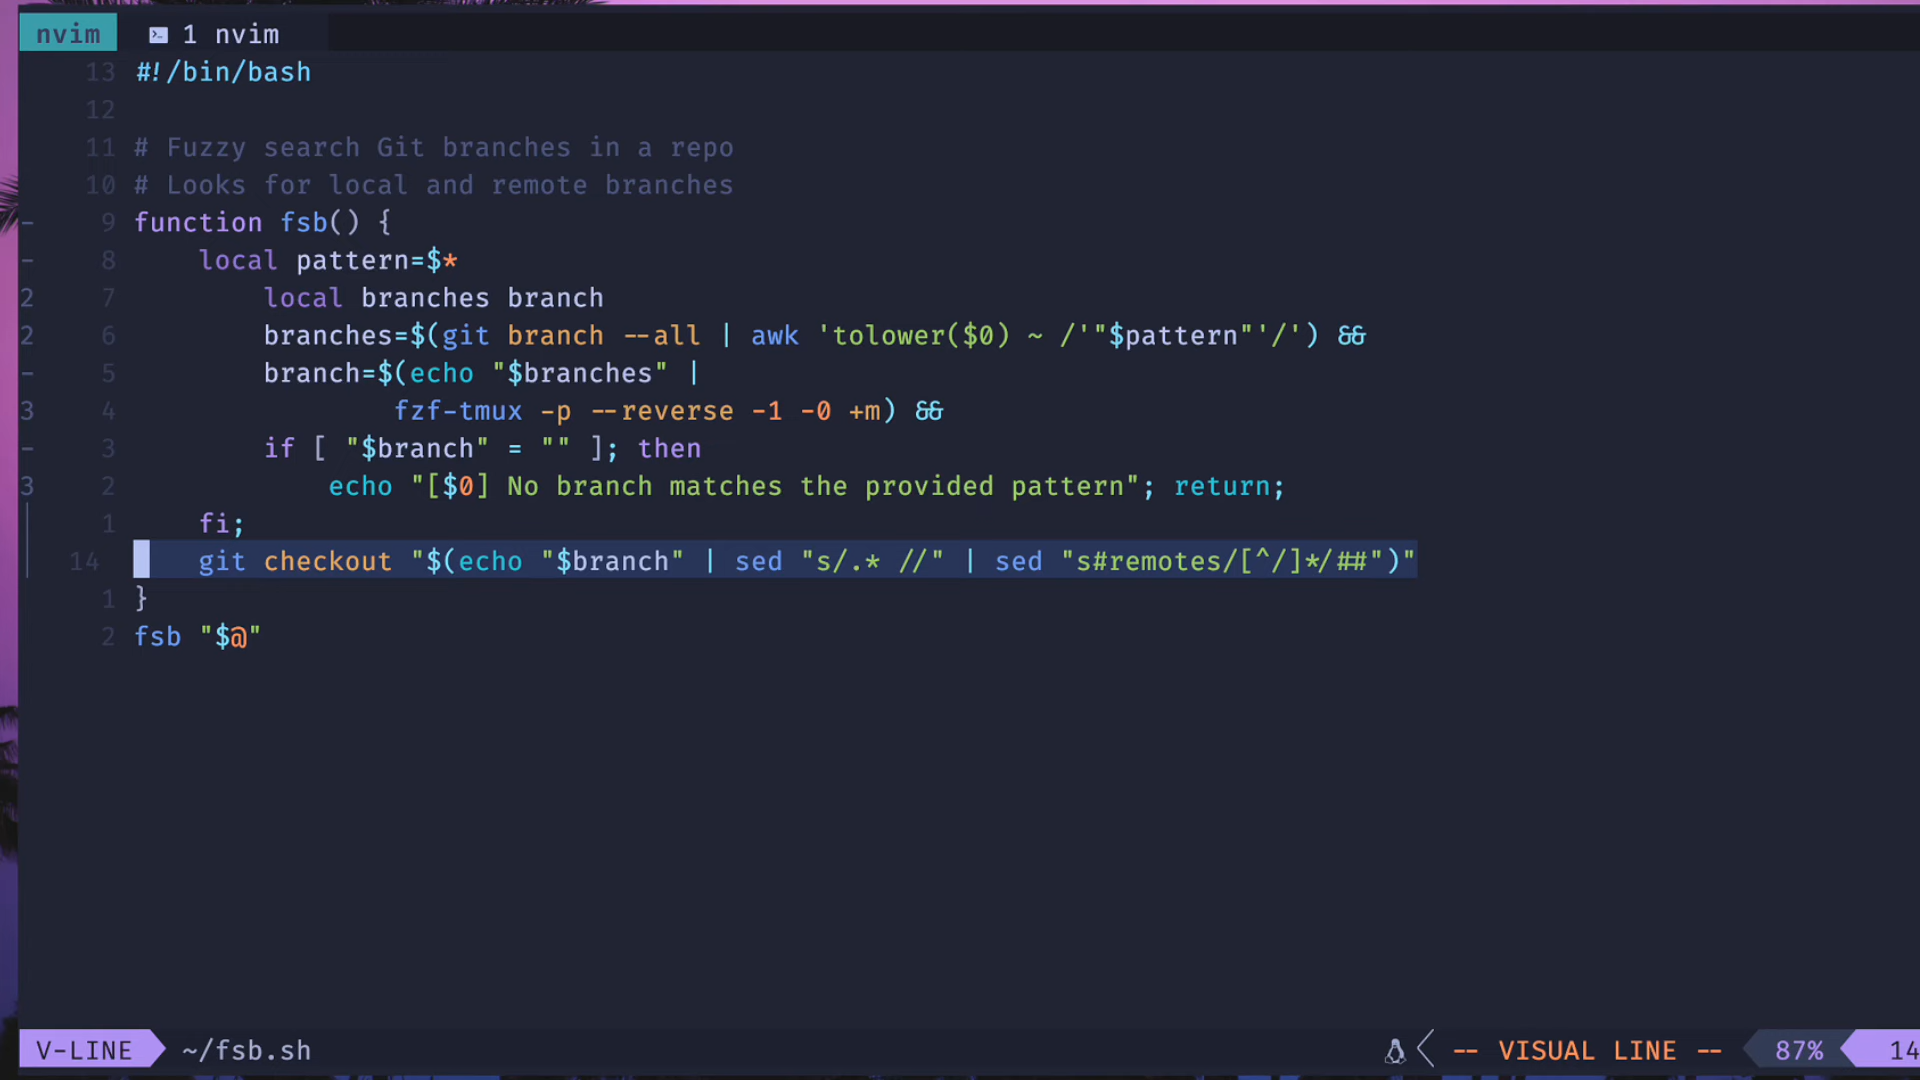 nvim 1 nvim
13 #!/bin/bash
12
11 # Fuzzy search Git branches in a repo
10 # Looks for local and remote branches
- 9 function fsb() {
- 8 local pattern=$*
2 7 local branches branch
2 6 branches=$(git branch --all | awk 'tolower($0) ~ /'"$pattern"'/') &&
- 5 branch=$(echo "$branches" |
3 4 fzf-tmux -p --reverse -1 -0 +m) &&
- 3 if [ "$branch" = "" ]; then
3 2 echo "[$0] No branch matches the provided pattern"; return;
1 fi;
14 git checkout "$(echo "$branch" | sed "s/.* //" | sed "s#remotes/[^/]*/##")"
1 }
2 fsb "$@"
V-LINE ~/fsb.sh -- VISUAL LINE -- 87% 14